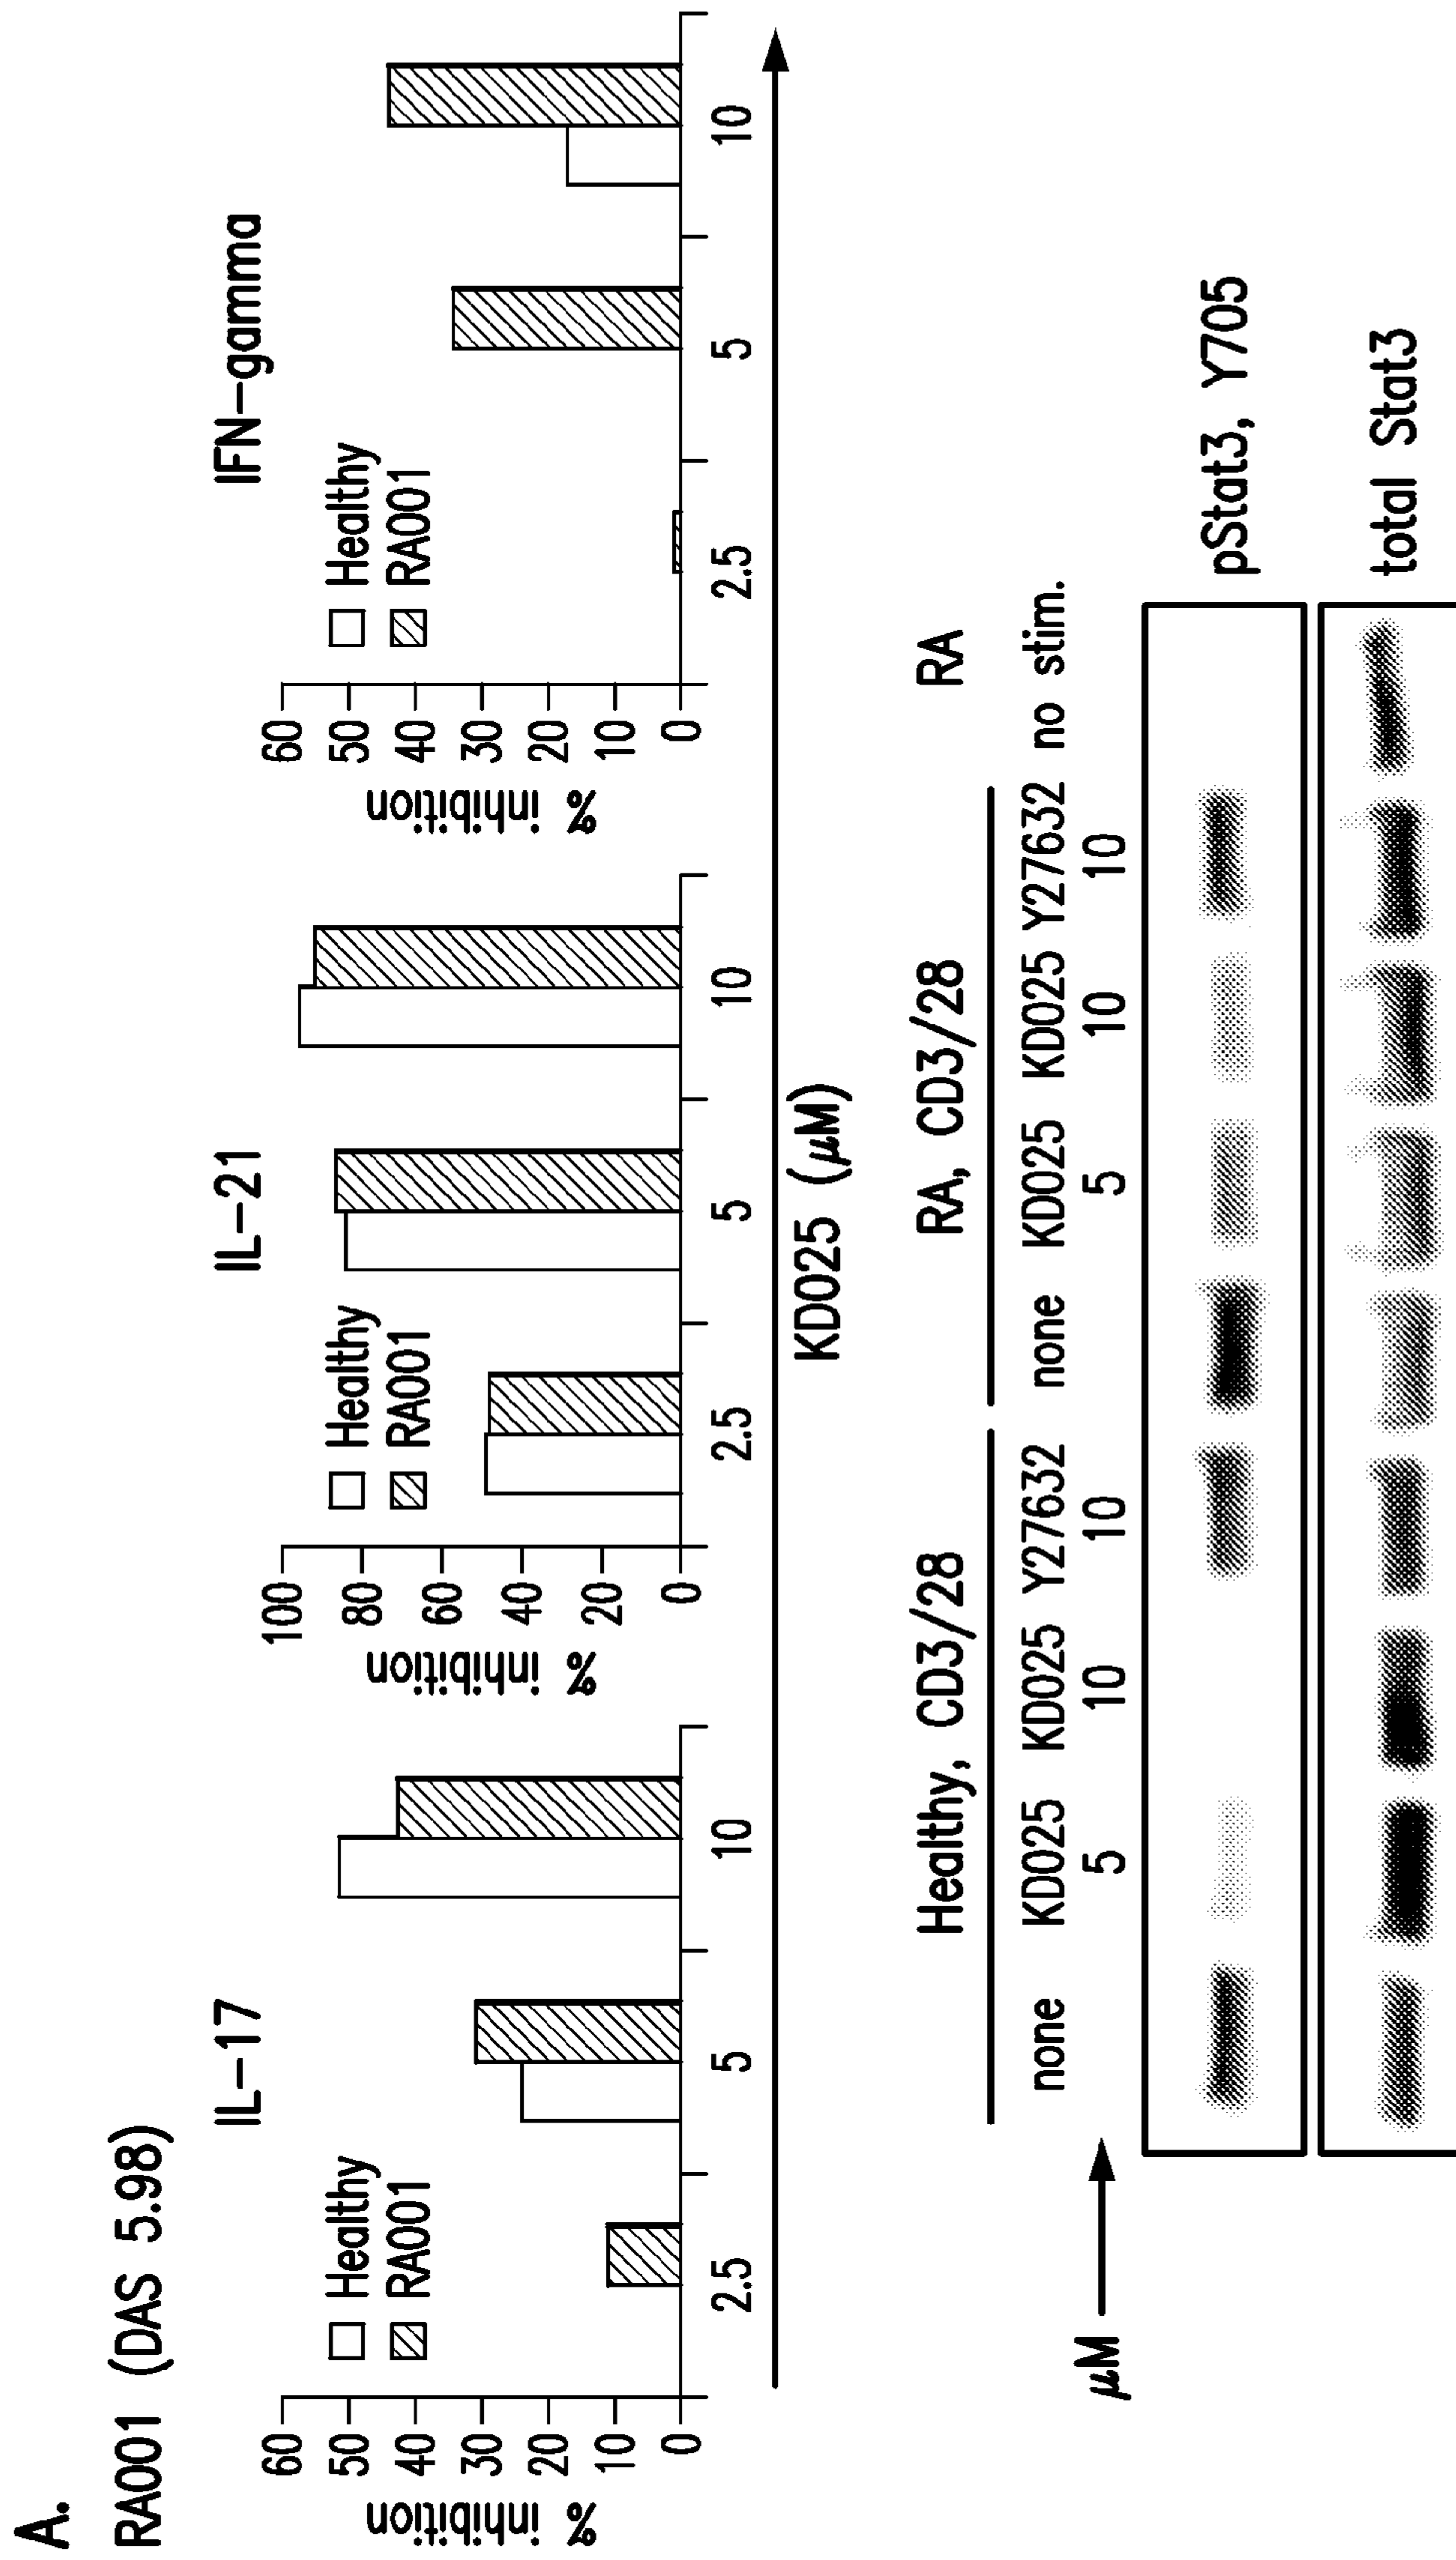 A.
RA001 (DAS 5.98)
IL-17
% inhibition
60
50
40
30
20
10
0
Healthy
RA001
2.5
5
10
IL-21
% inhibition
100
80
60
40
20
0
Healthy
RA001
2.5
5
10
IFN-gamma
% inhibition
60
50
40
30
20
10
0
Healthy
RA001
2.5
5
10
KD025 (μM)
Healthy, CD3/28 RA, CD3/28 RA
none KD025 KD025 Y27632 none KD025 KD025 Y27632 no stim.
μM 5 10 10 5 10 10
pStat3, Y705
total Stat3